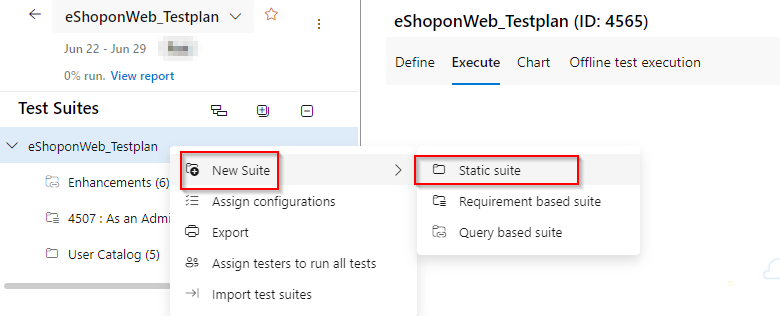 eShoponWeb_Testplan
Jun 22 - Jun 29
0% run. View report
Test Suites
eShoponWeb_Testplan
Enhancements (6)
4507 : As an Admi
User Catalog (5)
New Suite
Assign configurations
Export
Assign testers to run all tests
Import test suites
Static suite
Requirement based suite
Query based suite
eShoponWeb_Testplan (ID: 4565)
Define Execute Chart Offline test execution